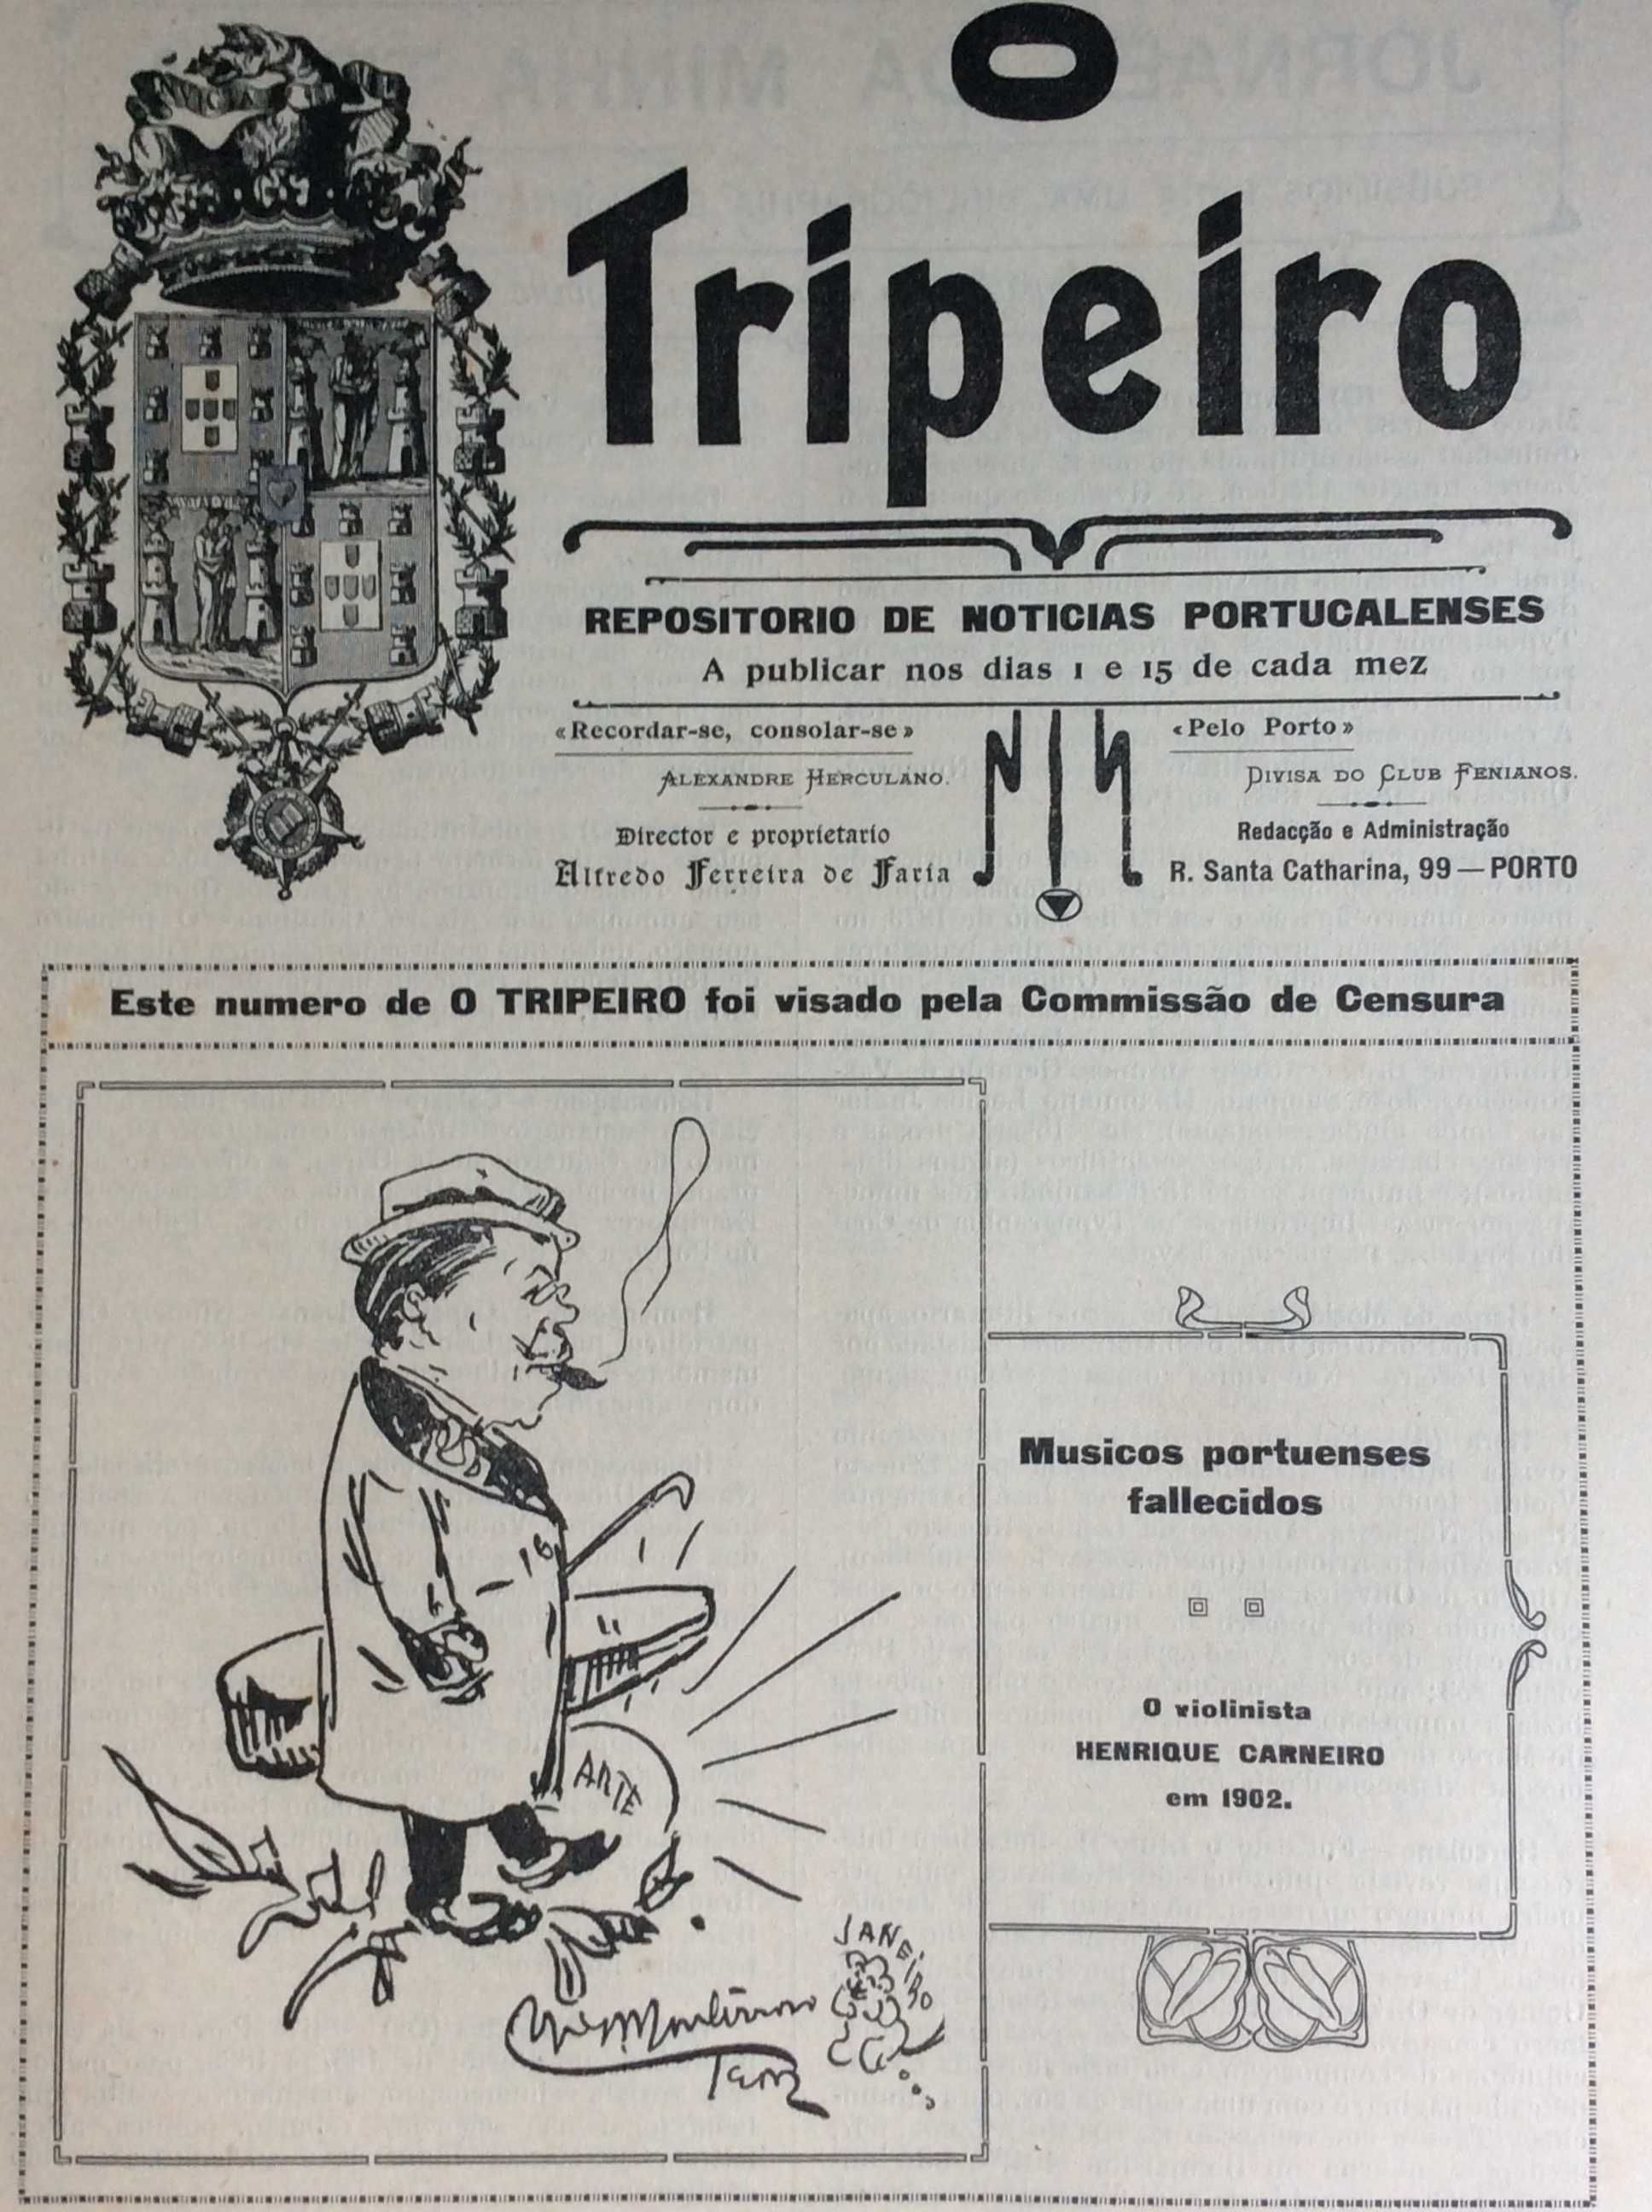 O
Tripeiro
REPOSITORIO DE NOTICIAS PORTUCALENSES
A publicar nos dias 1 e 15 de cada mez
«Recordar-se, consolar-se»
ALEXANDRE HERCULANO.
Director e proprietario
Alfredo Ferreira de Faria
«Pelo Porto»
DIVISA DO CLUB FENIANOS.
Redacção e Administração
R. Santa Catharina, 99—PORTO
Este numero de O TRIPEIRO foi visado pela Commissão de Censura
Musicos portuenses
fallecidos
O violinista
HENRIQUE CARNEIRO
em 1902.
ARTE
JANEIRO